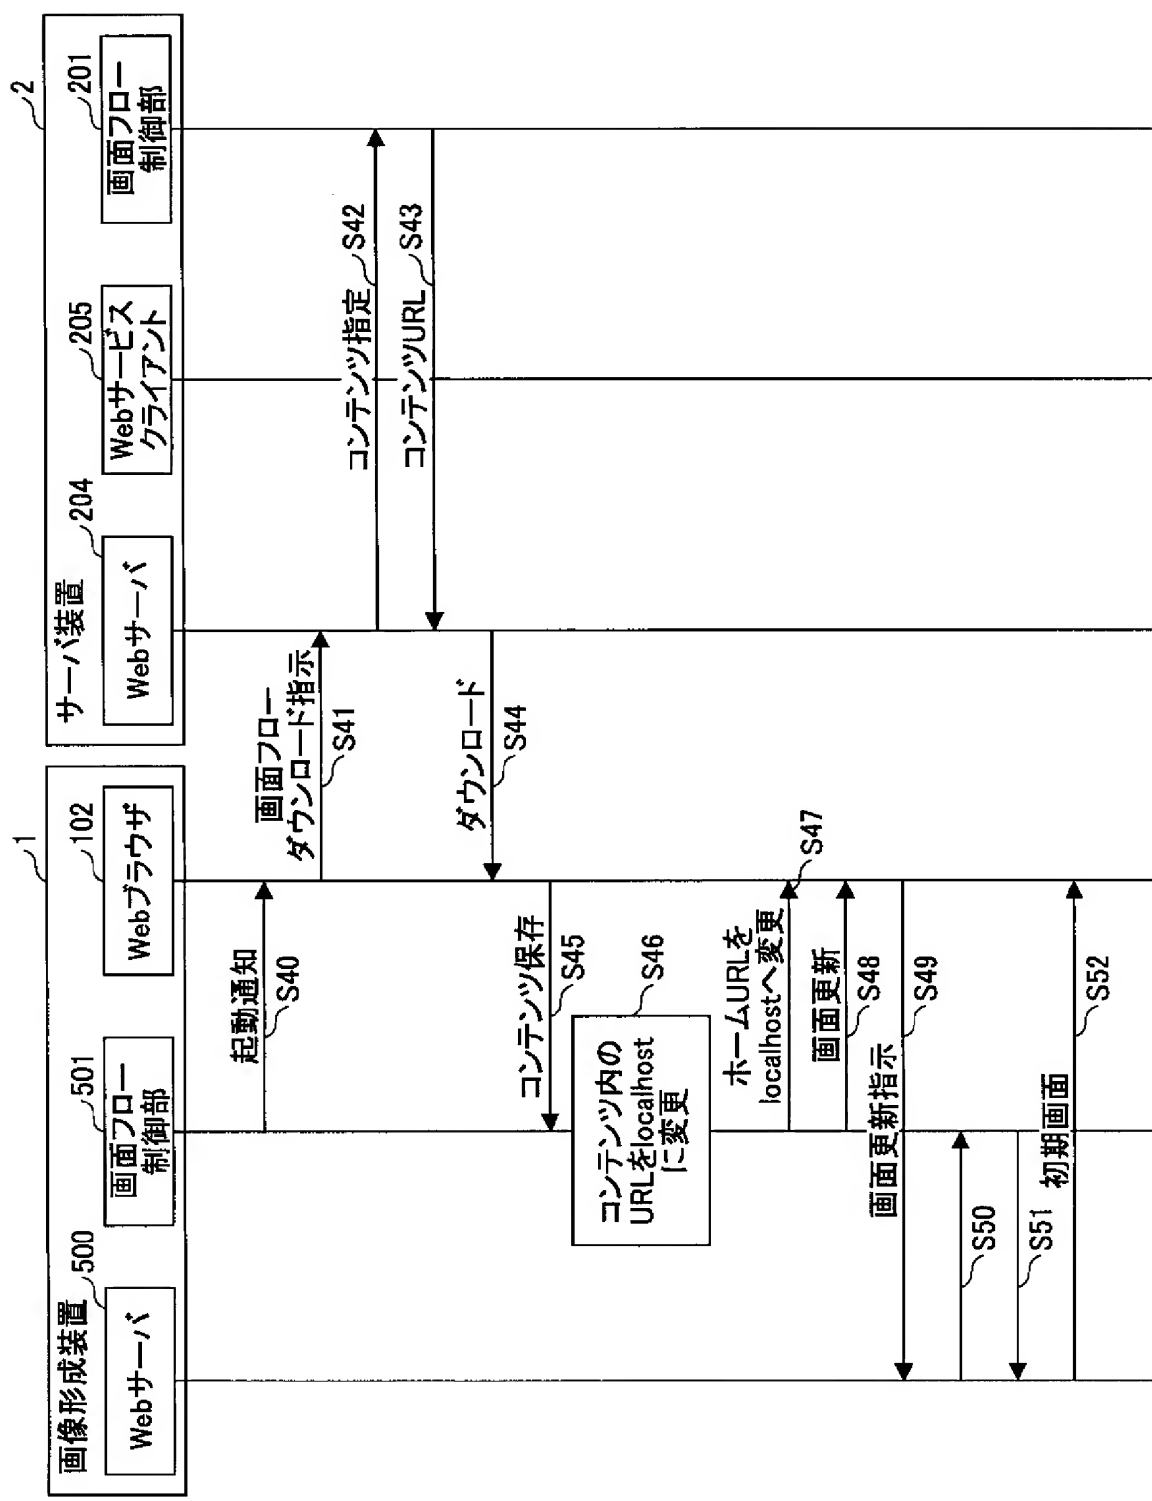 画像形成装置
1
Webサーバ
500
画面フロー
制御部
501
Webブラウザ
102
サーバ装置
2
Webサーバ
204
Webサービス
クライアント
205
画面フロー
制御部
201
起動通知
S40
画面フロー
ダウンロード指示
S41
コンテンツ指定
S42
コンテンツURL
S43
ダウンロード
S44
コンテンツ保存
S45
コンテンツ内の
URLをlocalhost
に変更
S46
ホームURLを
localhostへ変更
S47
画面更新
S48
画面更新指示
S49
S50
S51
初期画面
S52